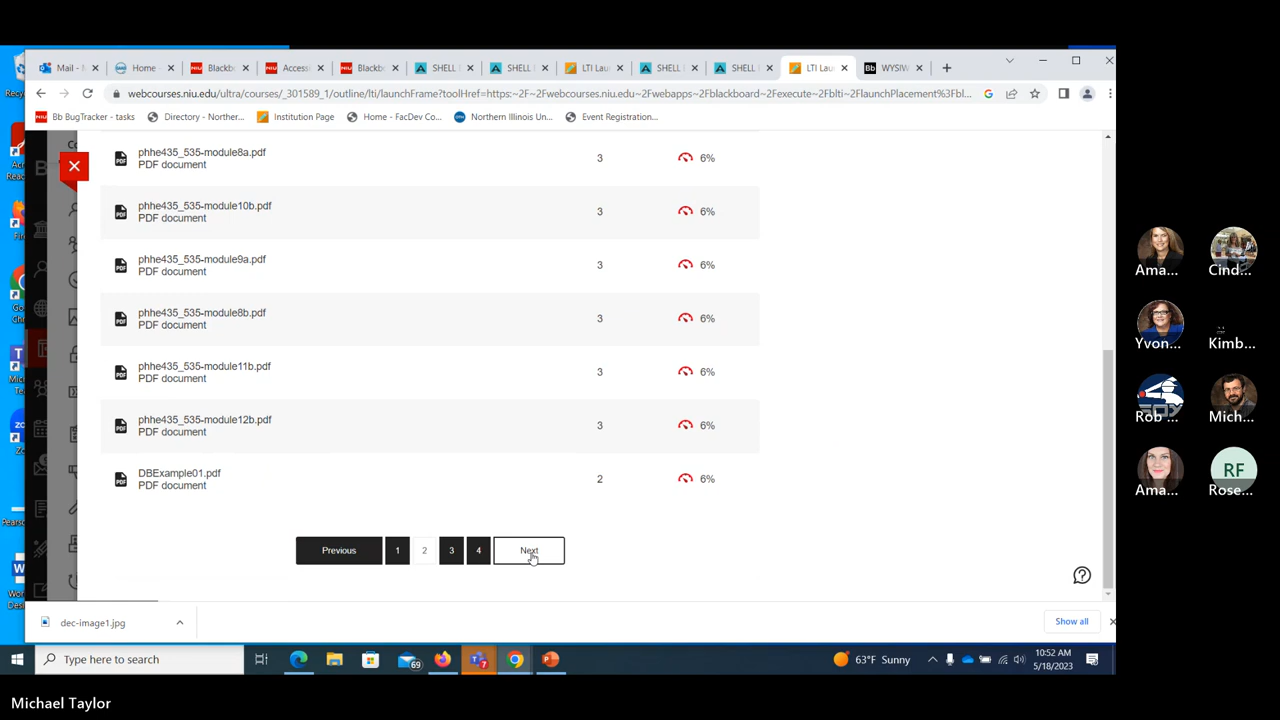 Mail -
Home
Blackb
Access
Blackb
SHELL
SHELL
LTI Lau
SHELL
SHELL
LTI Lau
WYSIW
webcourses.niu.edu/ultra/courses/_301589_1/outline/lti/launchFrame?toolHref=https:~2F~2Fwebcourses.niu.edu~2Fwebapps~2Fblackboard~2Fexecute~2Fblti~2FlaunchPlacement%3Fbl...
Bb BugTracker - tasks
Directory - Norther...
Institution Page
Home - FacDev Co...
Northern Illinois Un...
Event Registration...
phhe435_535-module8a.pdf 3 6%
PDF document
phhe435_535-module10b.pdf 3 6%
PDF document
phhe435_535-module9a.pdf 3 6%
PDF document
phhe435_535-module8b.pdf 3 6%
PDF document
phhe435_535-module11b.pdf 3 6%
PDF document
phhe435_535-module12b.pdf 3 6%
PDF document
DBExample01.pdf 2 6%
PDF document
Previous 1 2 3 4 Next
Ama...
Cind...
Yvon...
Kimb...
Rob ...
Mich...
Ama...
RF
Rose...
dec-image1.jpg
Show all
Type here to search
69
7
63°F Sunny
10:52 AM
5/18/2023
Michael Taylor